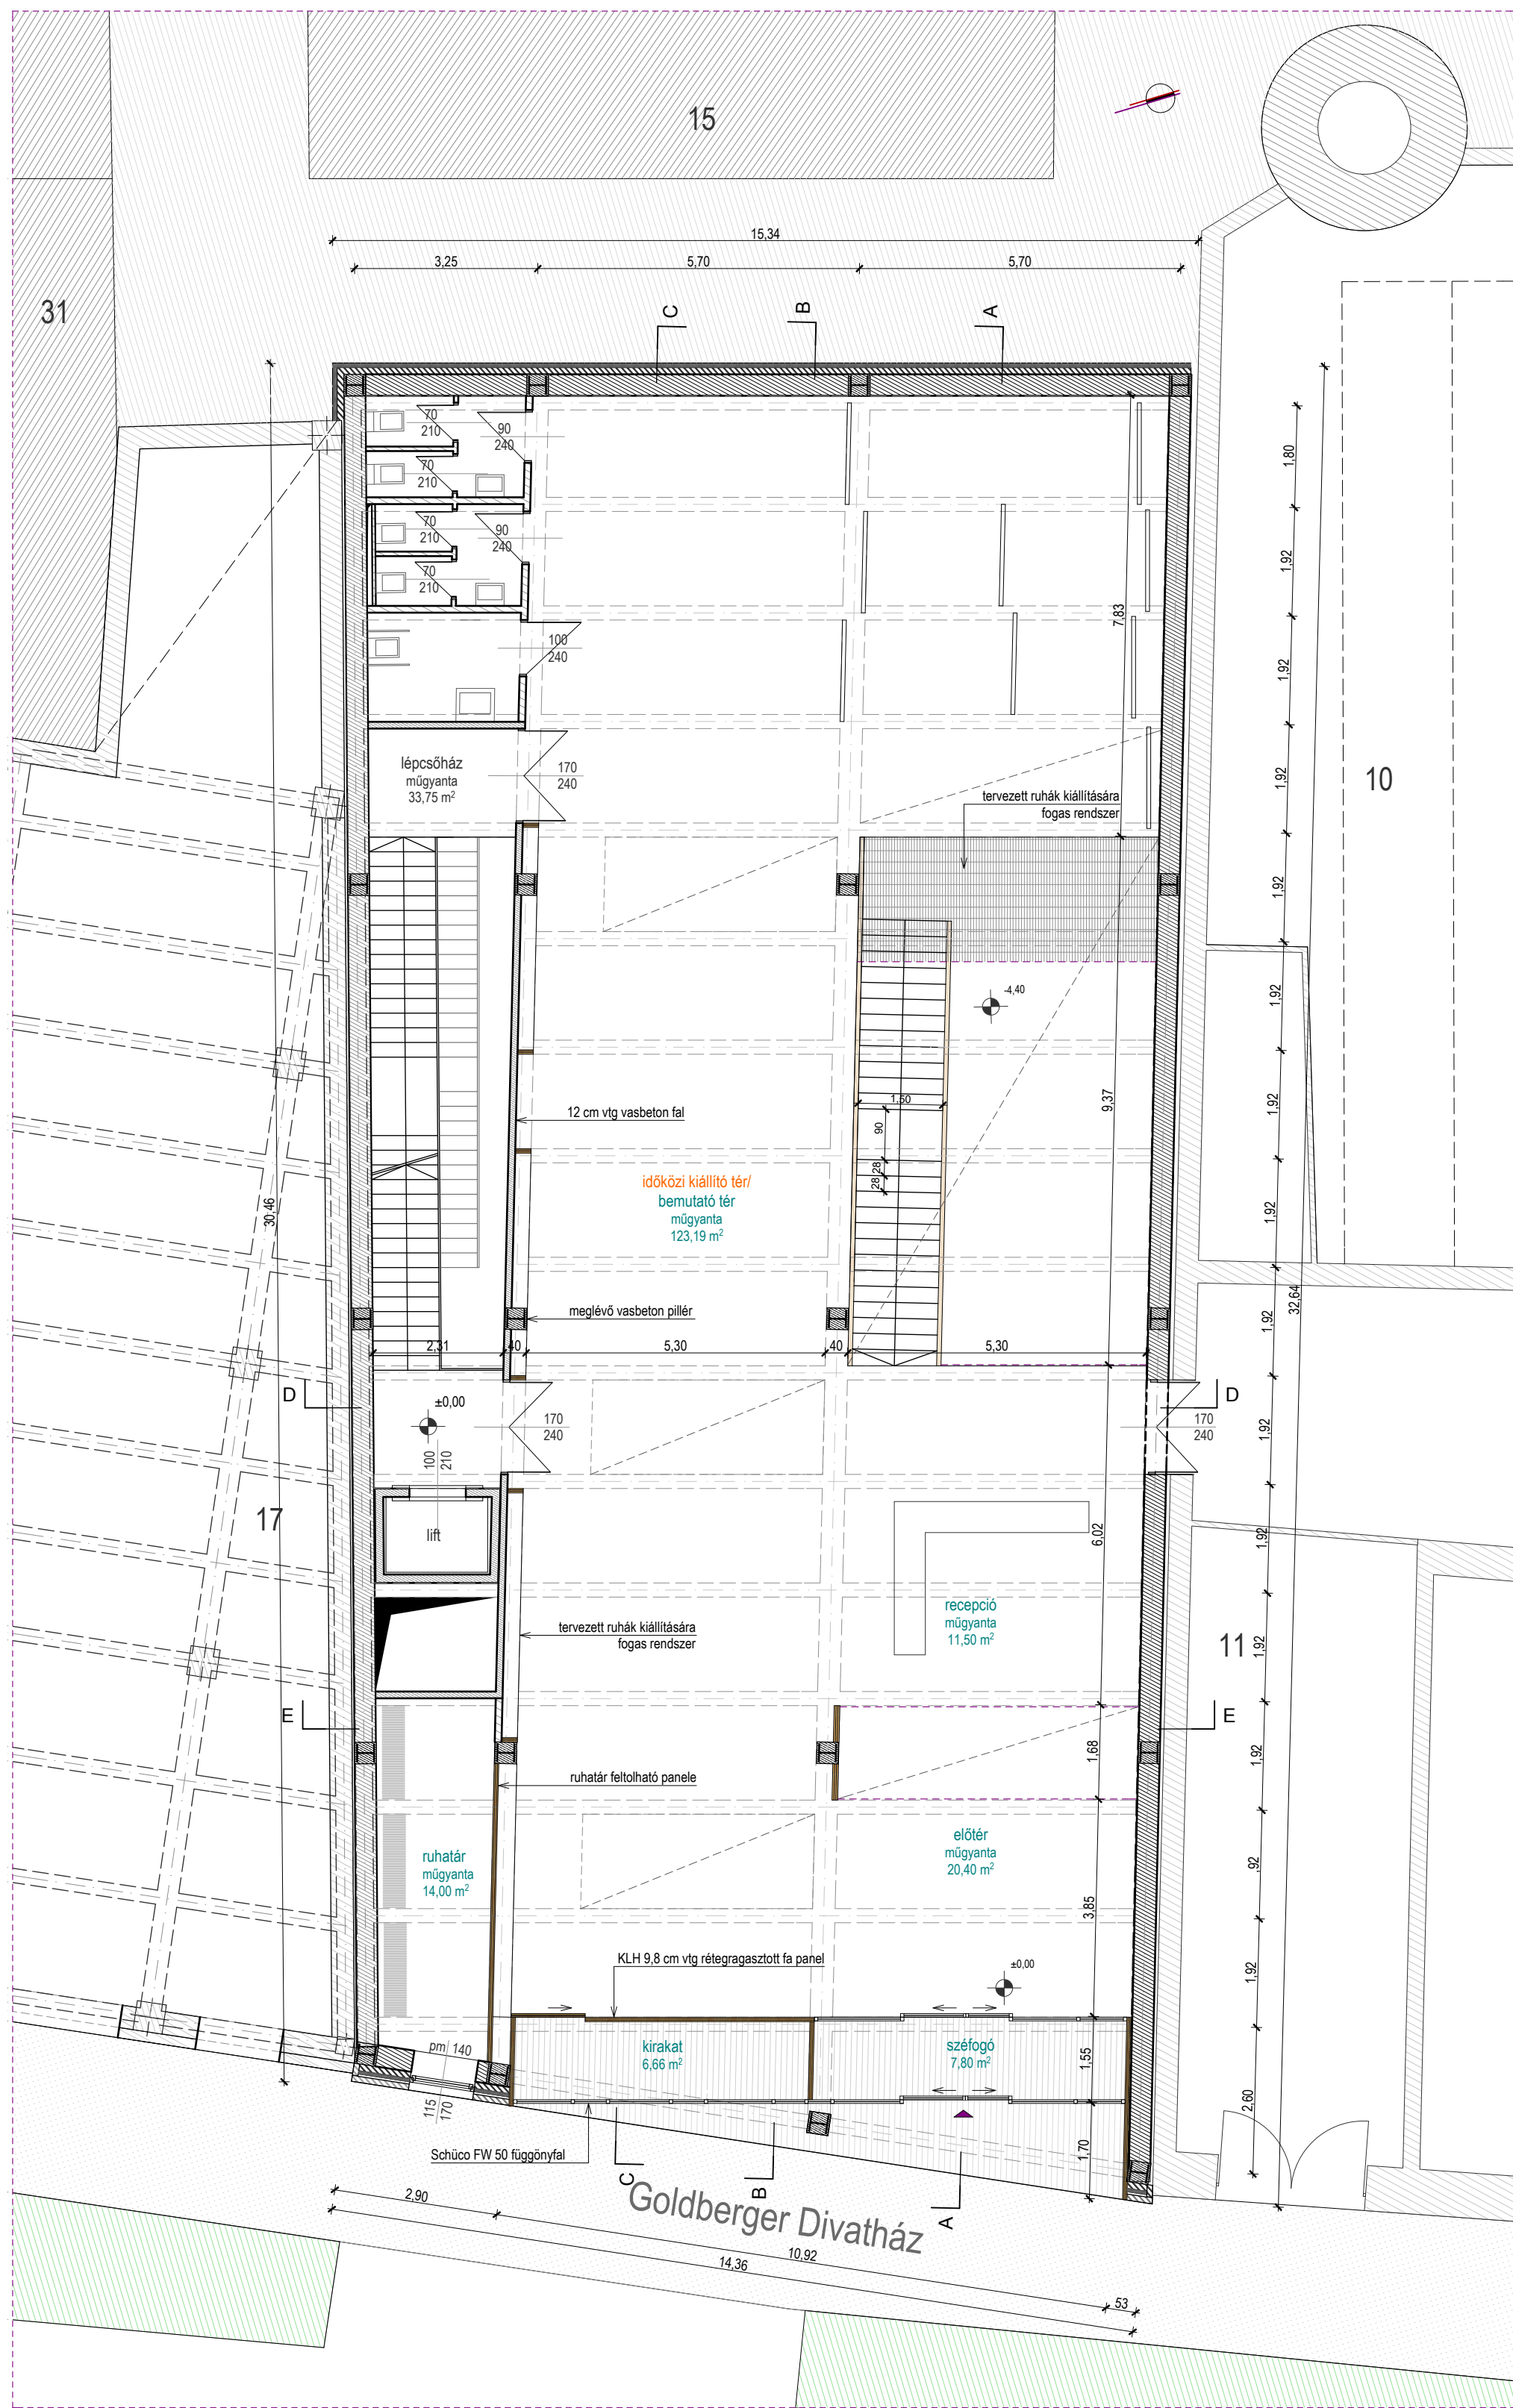 15
15,34
3,25
5,70
5,70
31
C
B
A
70
210
90
240
70
210
70
210
90
240
70
210
100
240
1,80
1,92
1,92
1,92
1,92
1,92
1,92
1,92
1,92
1,92
1,92
1,92
1,92
1,92
,92
1,92
2,60
7,83
10
lépcsőház
műgyanta
33,75 m²
170
240
tervezett ruhák kiállítására
fogas rendszer
-4,40
9,37
1,50
90
28
28
12 cm vtg vasbeton fal
időközi kiállító tér/
bemutató tér
műgyanta
123,19 m²
30,46
32,64
meglévő vasbeton pillér
2,31
40
5,30
40
5,30
D
±0,00
170
240
100
210
D
170
240
17
lift
6,02
recepció
műgyanta
11,50 m²
tervezett ruhák kiállítására
fogas rendszer
11
E
E
1,68
ruhatár feltolható panele
előtér
műgyanta
20,40 m²
ruhatár
műgyanta
14,00 m²
3,85
KLH 9,8 cm vtg rétegragasztott fa panel
±0,00
kirakat
6,66 m²
széfogó
7,80 m²
1,55
pm 140
115
170
Schüco FW 50 függönyfal
1,70
C
B
A
Goldberger Divatház
2,90
10,92
14,36
53